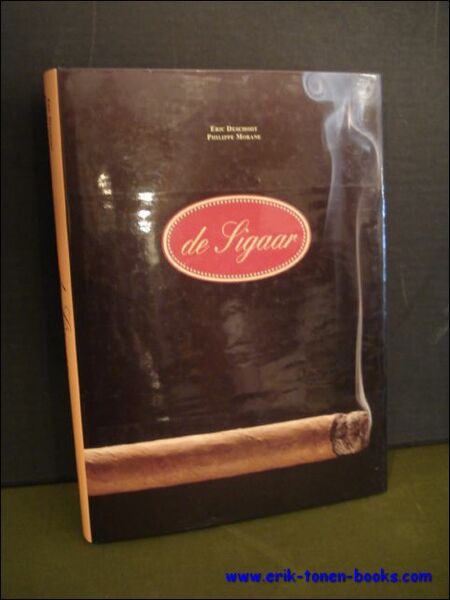 ERIC DESCHODT
PHILIPPE MORANE
de Sigaar
www.erik-tonen-books.com